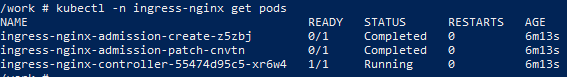 /work # kubectl -n ingress-nginx get pods
NAME READY STATUS RESTARTS AGE
ingress-nginx-admission-create-z5zbj 0/1 Completed 0 6m13s
ingress-nginx-admission-patch-cnvtn 0/1 Completed 0 6m13s
ingress-nginx-controller-55474d95c5-xr6w4 1/1 Running 0 6m13s
/work #